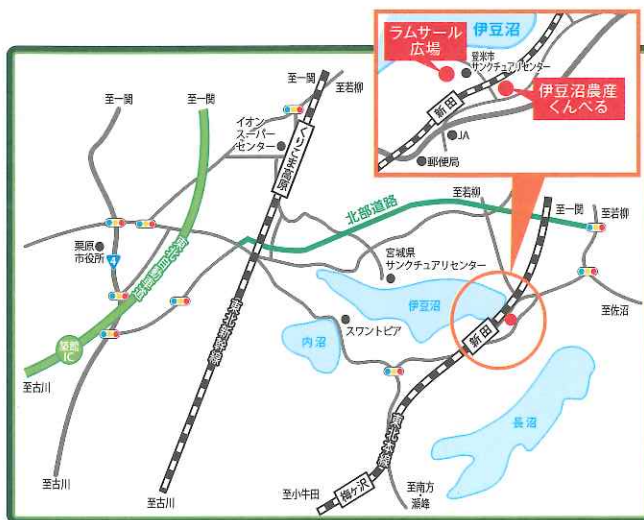 ラムサール
広場
伊豆沼
登米市
サンクチュアリセンター
新田
伊豆沼農産
くんぺる
JA
郵便局
至一関
至一関
至一関
至若柳
イオン
スーパー
センター
くりこま高原
至若柳
至一関
至若柳
北部道路
栗原
市役所
4
東北自動車道
宮城県
サンクチュアリセンター
伊豆沼
新田
至佐沼
築館
IC
スワントピア
内沼
東北新幹線
長沼
至古川
東北本線
至古川
至古川
至小牛田
梅ヶ沢
至南方
瀬峰